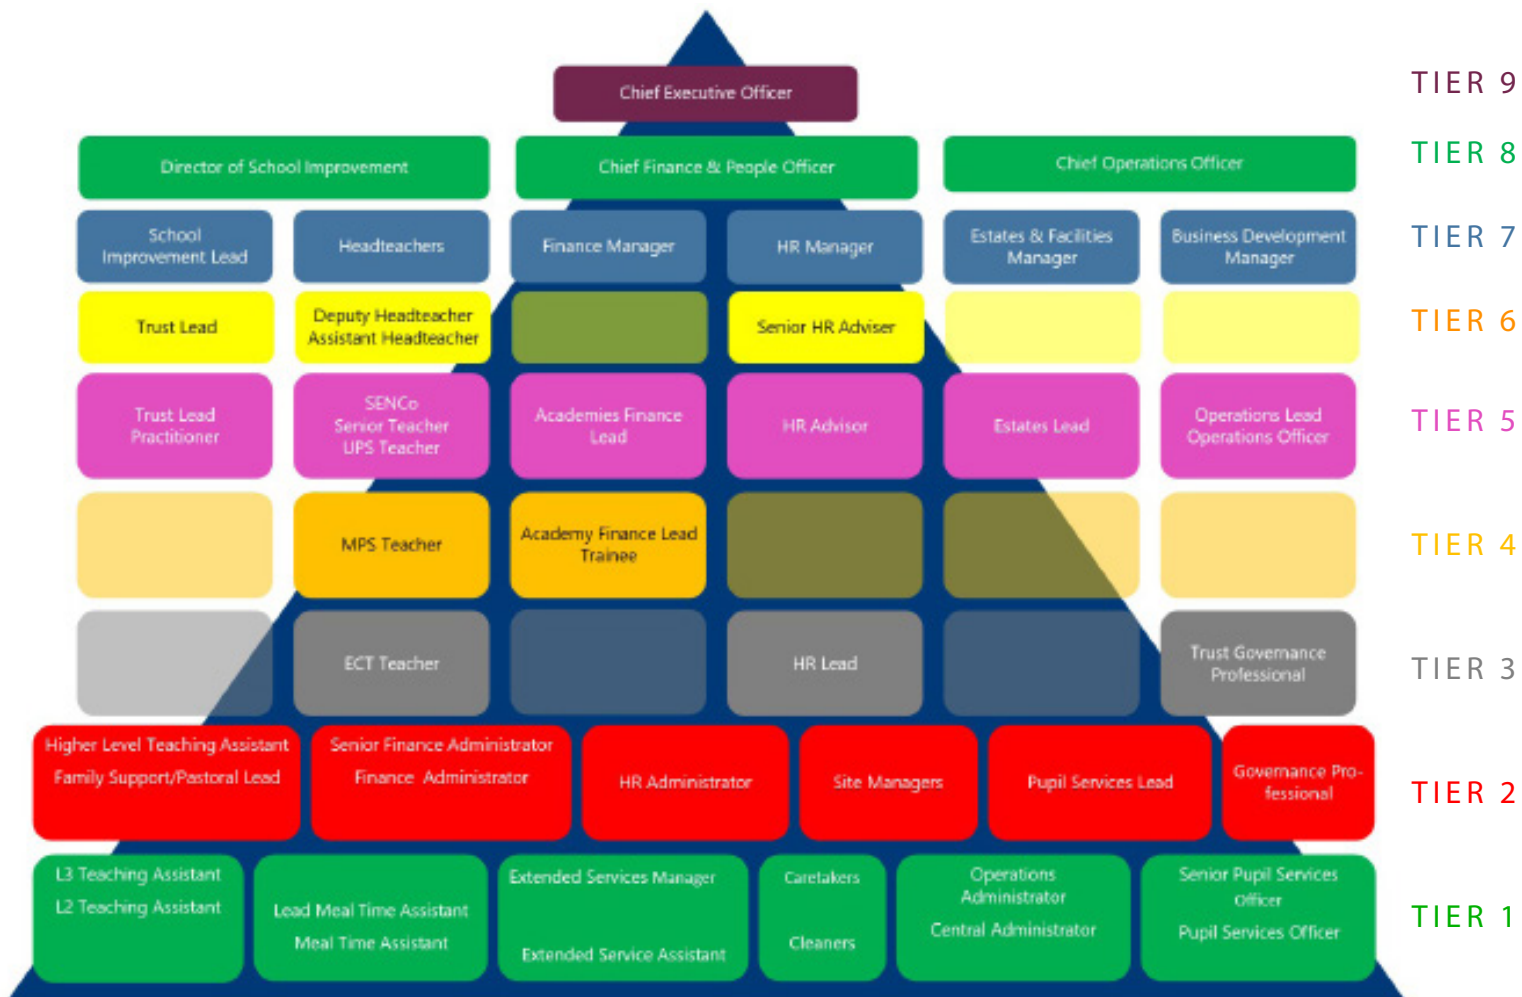 Chief Executive Officer
TIER 9
Director of School Improvement
Chief Finance & People Officer
Chief Operations Officer
TIER 8
School
Improvement Lead
Headteachers
Finance Manager
HR Manager
Estates & Facilities
Manager
Business Development
Manager
TIER 7
Trust Lead
Deputy Headteacher
Assistant Headteacher
Senior HR Adviser
TIER 6
Trust Lead
Practitioner
SENCo
Senior Teacher
UPS Teacher
Academies Finance
Lead
HR Advisor
Estates Lead
Operations Lead
Operations Officer
TIER 5
MPS Teacher
Academy Finance Lead
Trainee
TIER 4
ECT Teacher
HR Lead
Trust Governance
Professional
TIER 3
Higher Level Teaching Assistant
Family Support/Pastoral Lead
Senior Finance Administrator
Finance Administrator
HR Administrator
Site Managers
Pupil Services Lead
Governance Pro-
fessional
TIER 2
L3 Teaching Assistant
L2 Teaching Assistant
Lead Meal Time Assistant
Meal Time Assistant
Extended Services Manager
Extended Service Assistant
Caretakers
Cleaners
Operations
Administrator
Central Administrator
Senior Pupil Services
Officer
Pupil Services Officer
TIER 1